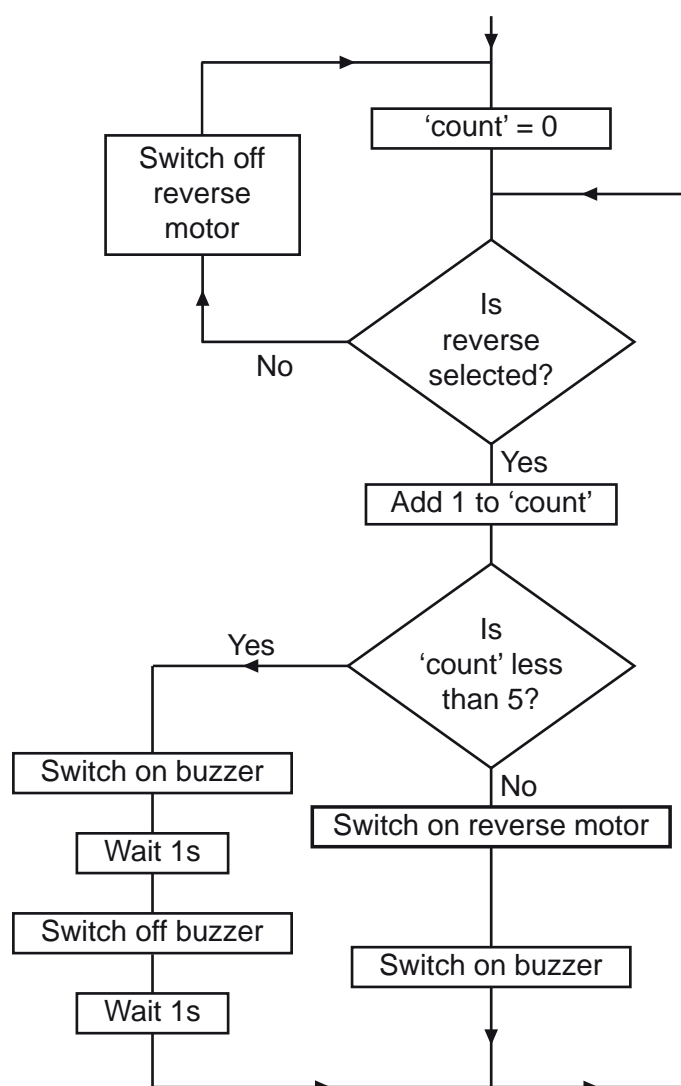 ‘count’ = 0
Switch off
reverse
motor
Is
reverse
selected?
No
Yes
Add 1 to ‘count’
Is
‘count’ less
than 5?
Yes
No
Switch on buzzer
Switch on reverse motor
Wait 1s
Switch off buzzer
Switch on buzzer
Wait 1s